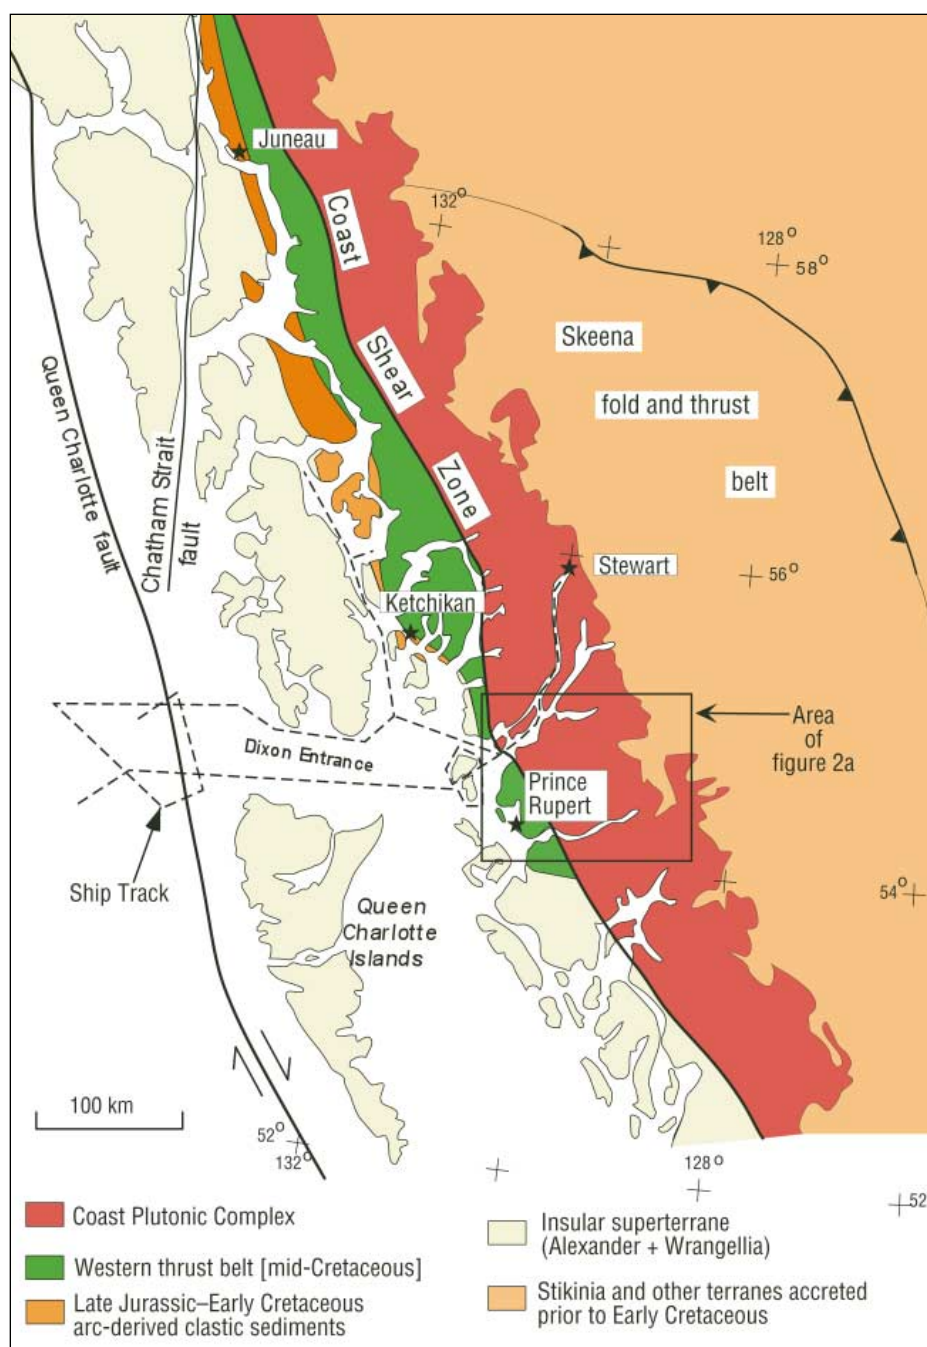 Juneau
Coast
Shear
Zone
132°
128°
58°
Skeena
fold and thrust
belt
Queen Charlotte fault
Chatham Strait
fault
Stewart
56°
Ketchikan
Dixon Entrance
Area
of
figure 2a
Prince
Rupert
Ship Track
54°
Queen
Charlotte
Islands
100 km
52°
132°
128°
52
Coast Plutonic Complex
Western thrust belt [mid-Cretaceous]
Late Jurassic–Early Cretaceous
arc-derived clastic sediments
Insular superterrane
(Alexander + Wrangellia)
Stikinia and other terranes accreted
prior to Early Cretaceous